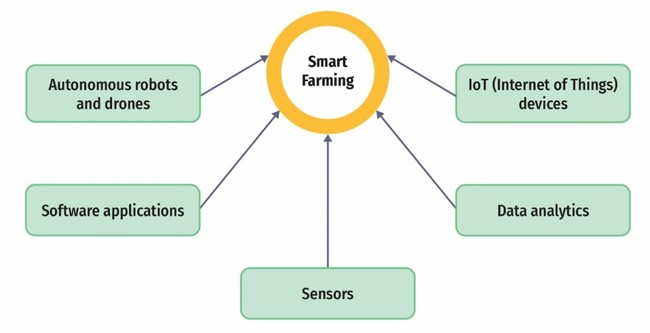 Smart
Farming
Autonomous robots
and drones
IoT (Internet of Things)
devices
Software applications
Data analytics
Sensors